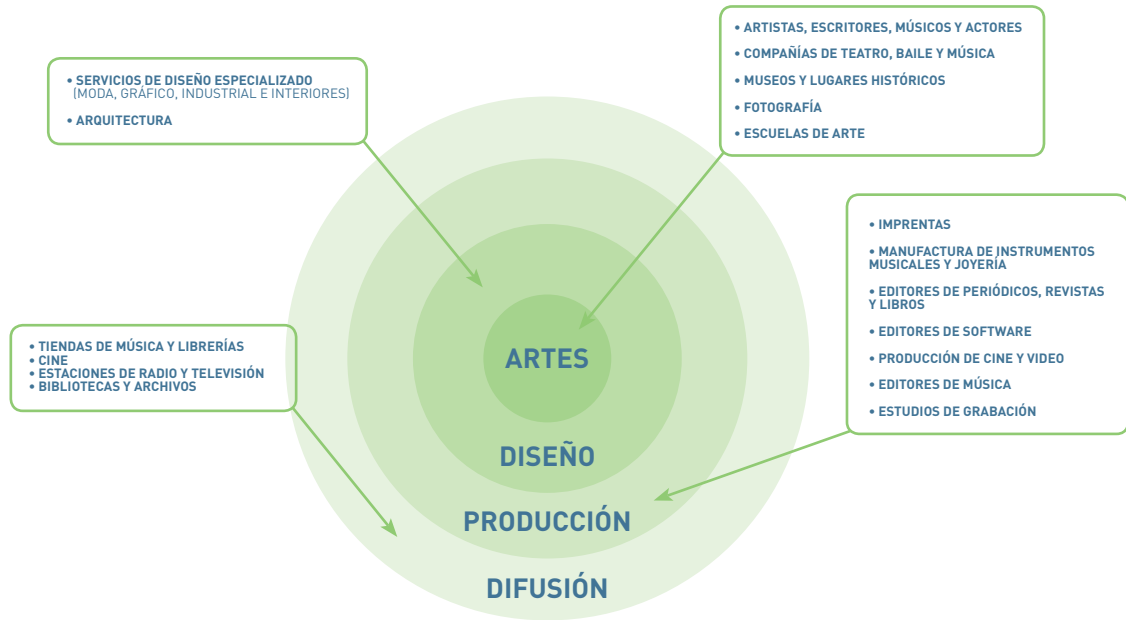 • SERVICIOS DE DISEÑO ESPECIALIZADO
(MODA, GRÁFICO, INDUSTRIAL E INTERIORES)
• ARQUITECTURA
• ARTISTAS, ESCRITORES, MÚSICOS Y ACTORES
• COMPAÑÍAS DE TEATRO, BAILE Y MÚSICA
• MUSEOS Y LUGARES HISTÓRICOS
• FOTOGRAFÍA
• ESCUELAS DE ARTE
• IMPRENTAS
• MANUFACTURA DE INSTRUMENTOS
MUSICALES Y JOYERÍA
• EDITORES DE PERIÓDICOS, REVISTAS
Y LIBROS
• EDITORES DE SOFTWARE
• PRODUCCIÓN DE CINE Y VIDEO
• EDITORES DE MÚSICA
• ESTUDIOS DE GRABACIÓN
• TIENDAS DE MÚSICA Y LIBRERÍAS
• CINE
• ESTACIONES DE RADIO Y TELEVISIÓN
• BIBLIOTECAS Y ARCHIVOS
ARTES
DISEÑO
PRODUCCIÓN
DIFUSIÓN